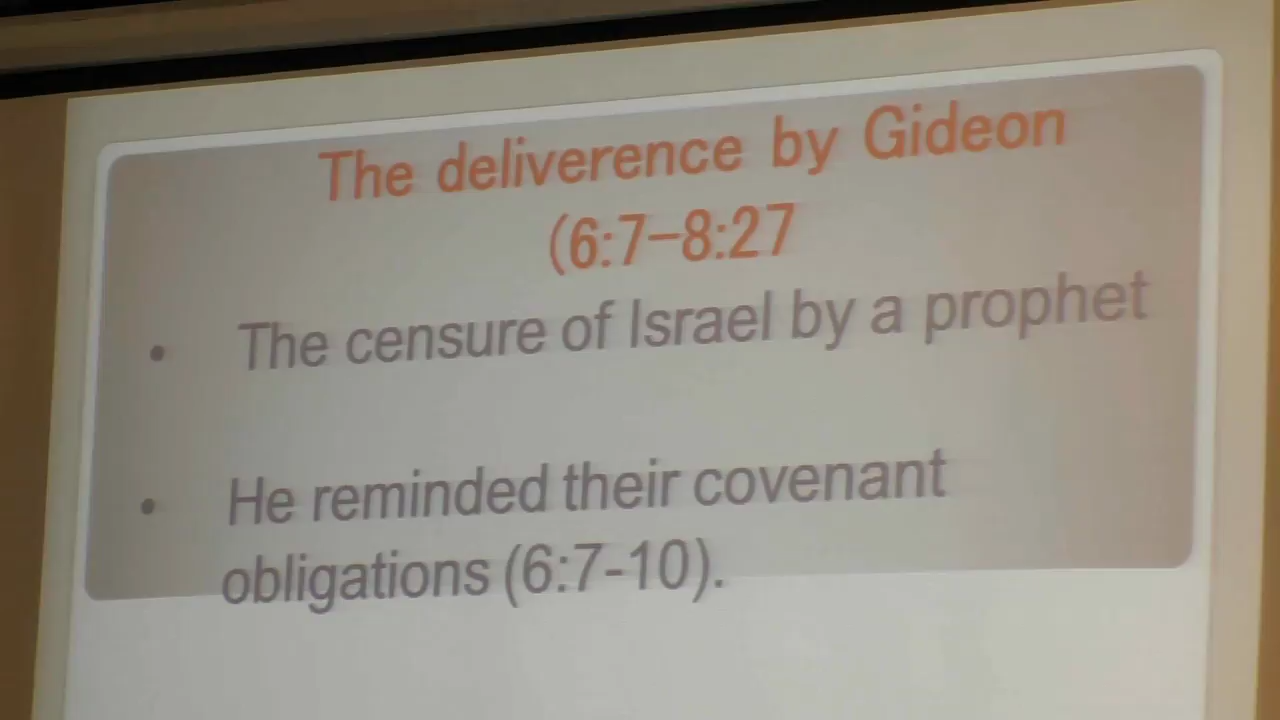 The deliverence by Gideon
(6:7-8:27
• The censure of Israel by a prophet
• He reminded their covenant
obligations (6:7-10).